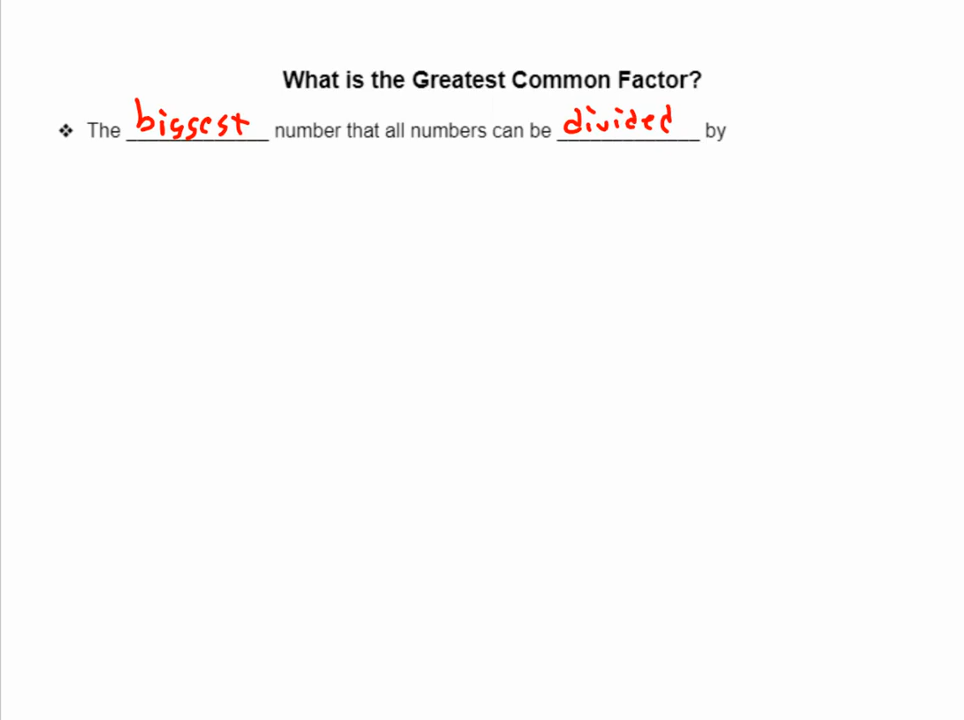 What is the Greatest Common Factor?
❖ The biggest number that all numbers can be divided by